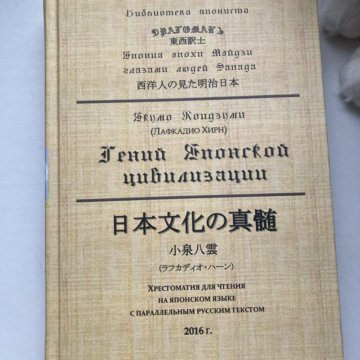 Библиотека япониста
ДРАГОМАНЪ
東西訳士
Япония эпохи Мэйдзи
глазами людей Запада
西洋人の見た明治日本
Якумо Коидзуми
(Лафкадио Хирн)
Гений Японской
цивилизации
日本文化の真髄
小泉八雲
(ラフカディオ・ハーン)
Хрестоматия для чтения
на японском языке
с параллельным русским текстом
2016 г.